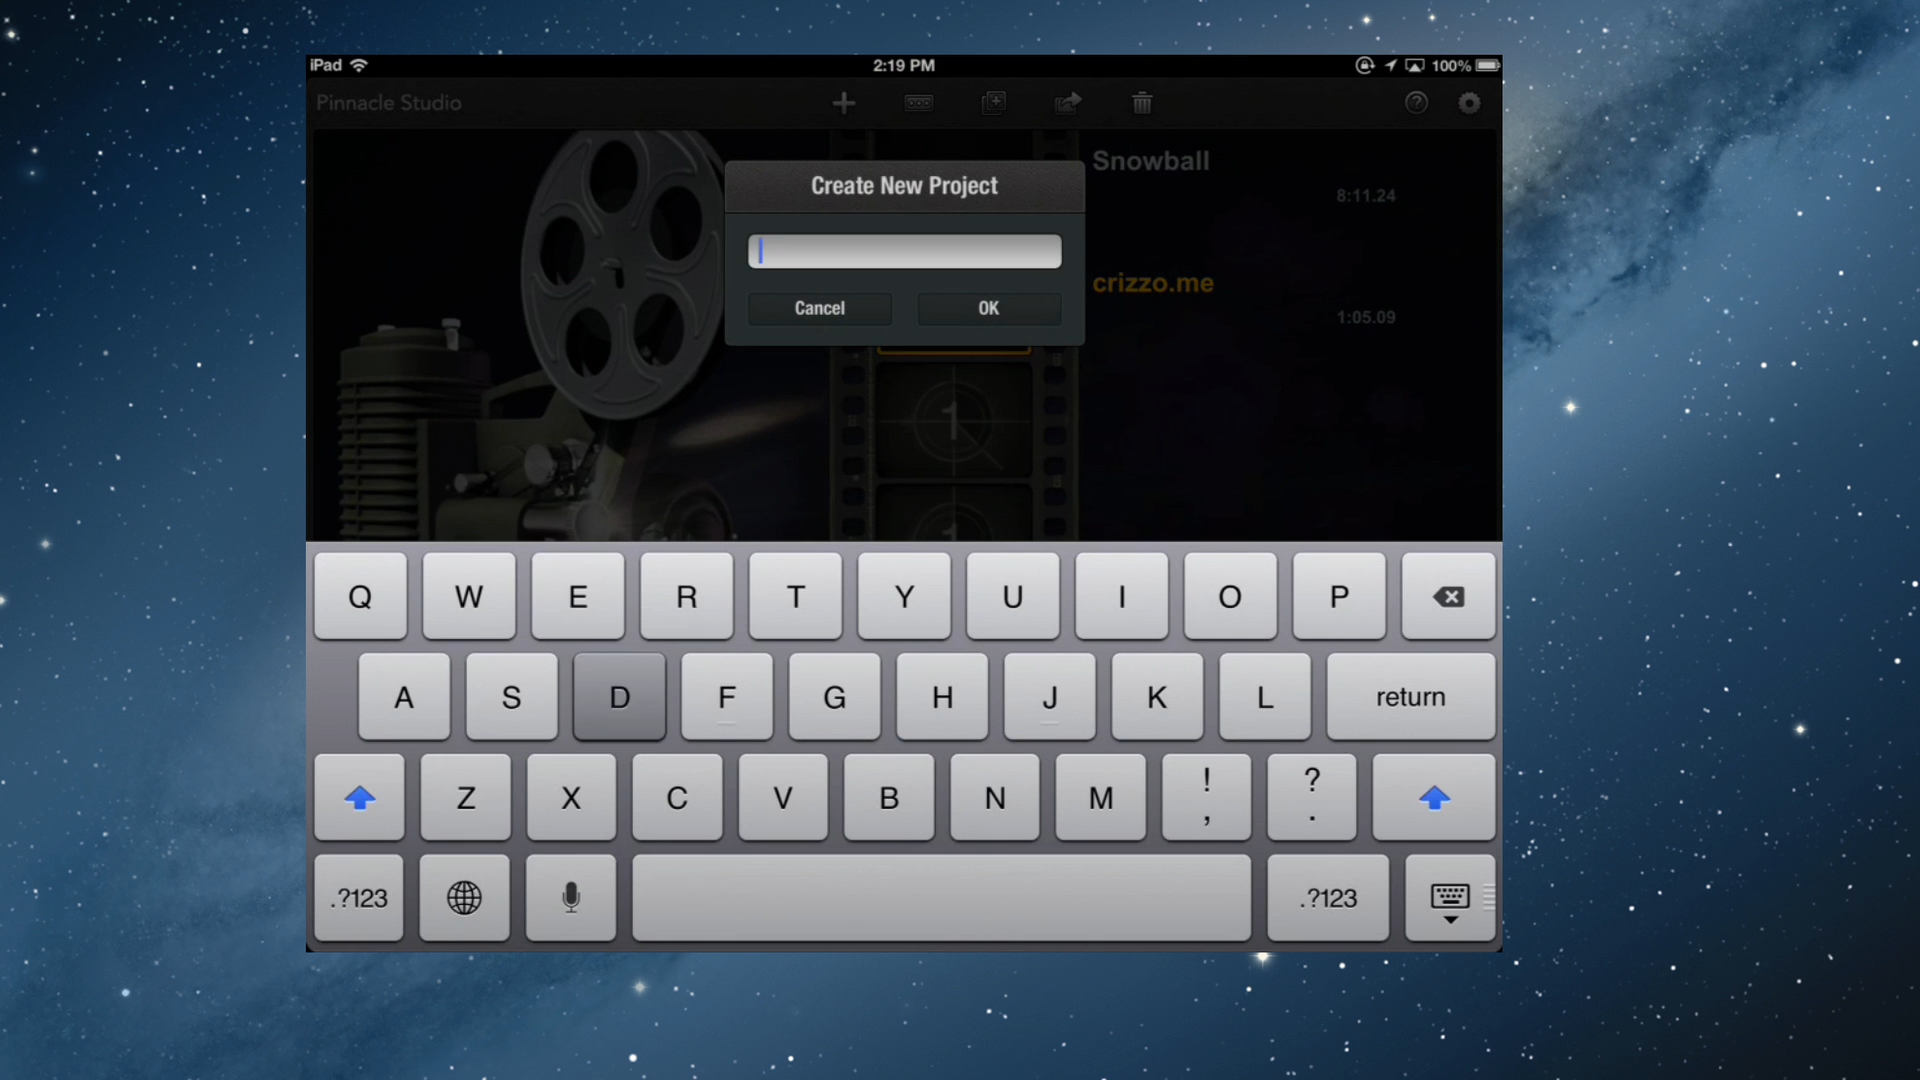 iPad
2:19 PM
100%
Pinnacle Studio
Create New Project
Cancel
OK
Snowball
8:11.24
crizzo.me
1:05.09
1
Q W E R T Y U I O P
A S D F G H J K L return
Z X C V B N M ! , ? .
.?123
.?123